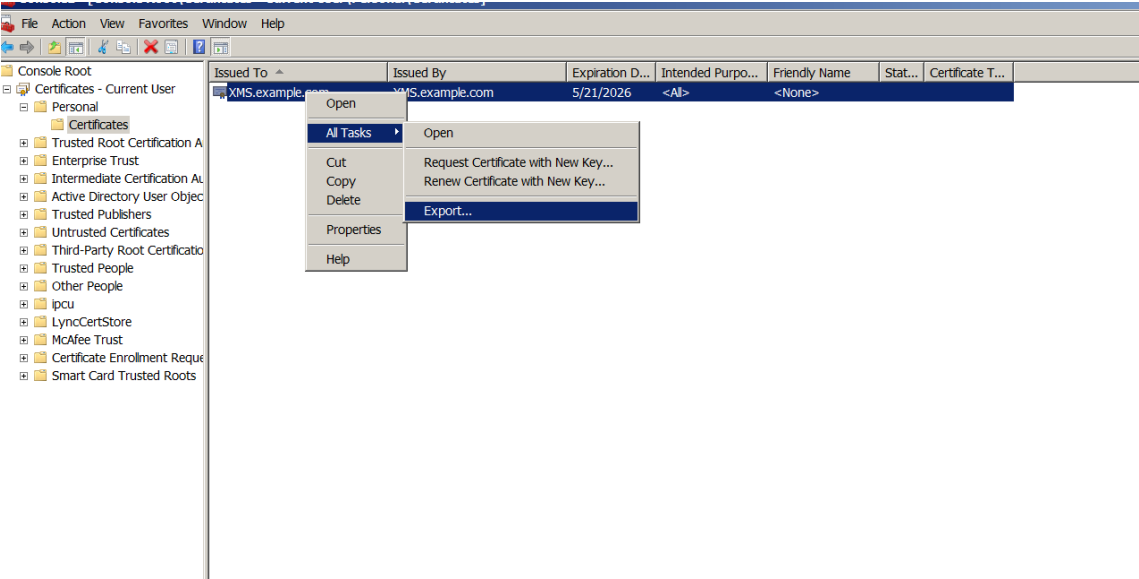 File Action View Favorites Window Help
Console Root
Certificates - Current User
Personal
Certificates
Trusted Root Certification A
Enterprise Trust
Intermediate Certification Au
Active Directory User Objec
Trusted Publishers
Untrusted Certificates
Third-Party Root Certificatio
Trusted People
Other People
ipcu
LyncCertStore
McAfee Trust
Certificate Enrollment Reque
Smart Card Trusted Roots
Issued To Issued By Expiration D... Intended Purpo... Friendly Name Stat... Certificate T...
XMS.example.com XMS.example.com 5/21/2026 <All> <None>
Open
All Tasks
Cut
Copy
Delete
Properties
Help
Open
Request Certificate with New Key...
Renew Certificate with New Key...
Export...